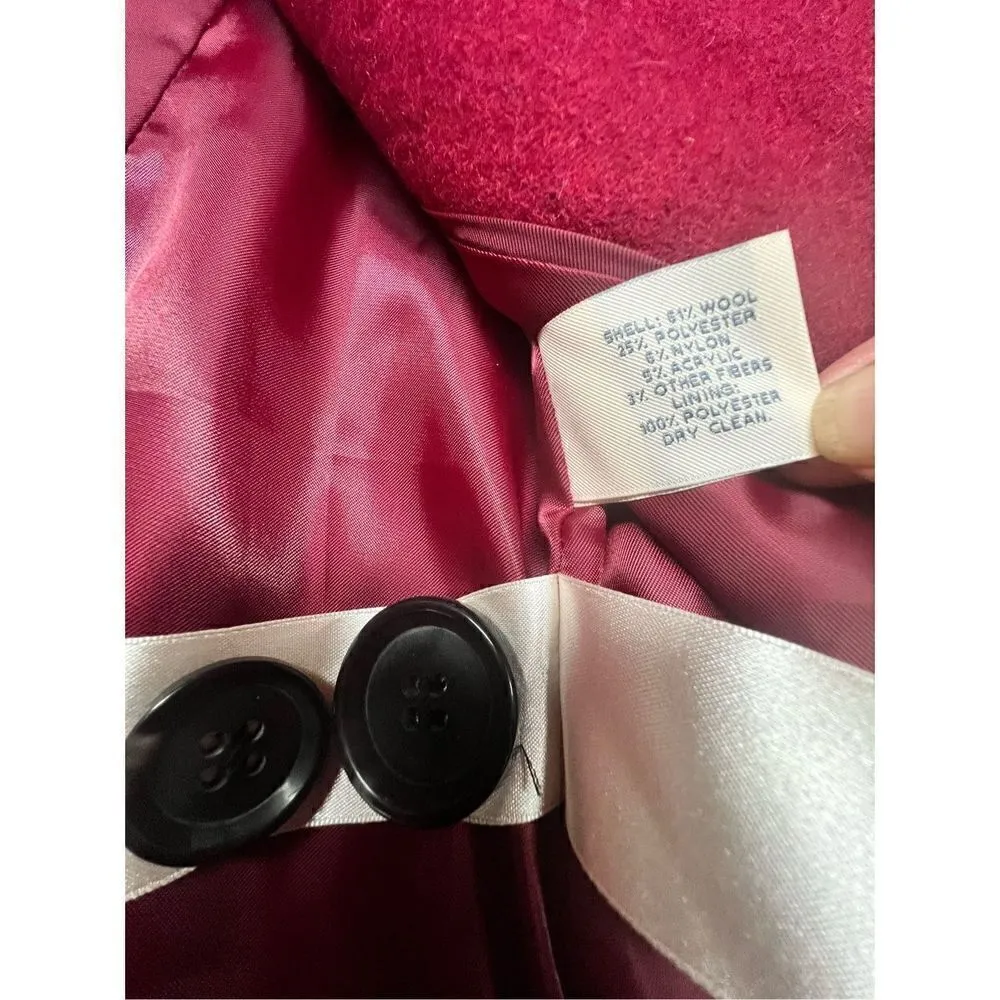 SHELL: 61% WOOL
25% POLYESTER
6% NYLON
5% ACRYLIC
3% OTHER FIBERS
LINING:
100% POLYESTER
DRY CLEAN.